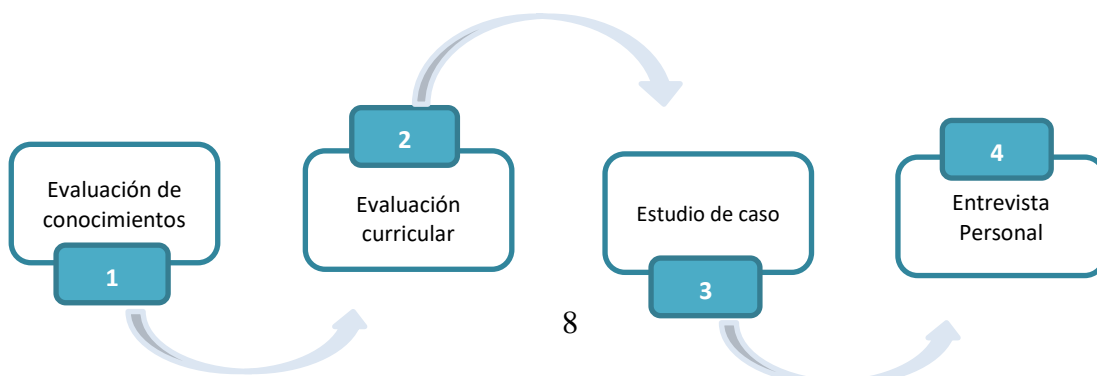 Evaluación de
conocimientos
1
2
Evaluación
curricular
Estudio de caso
3
4
Entrevista
Personal
8